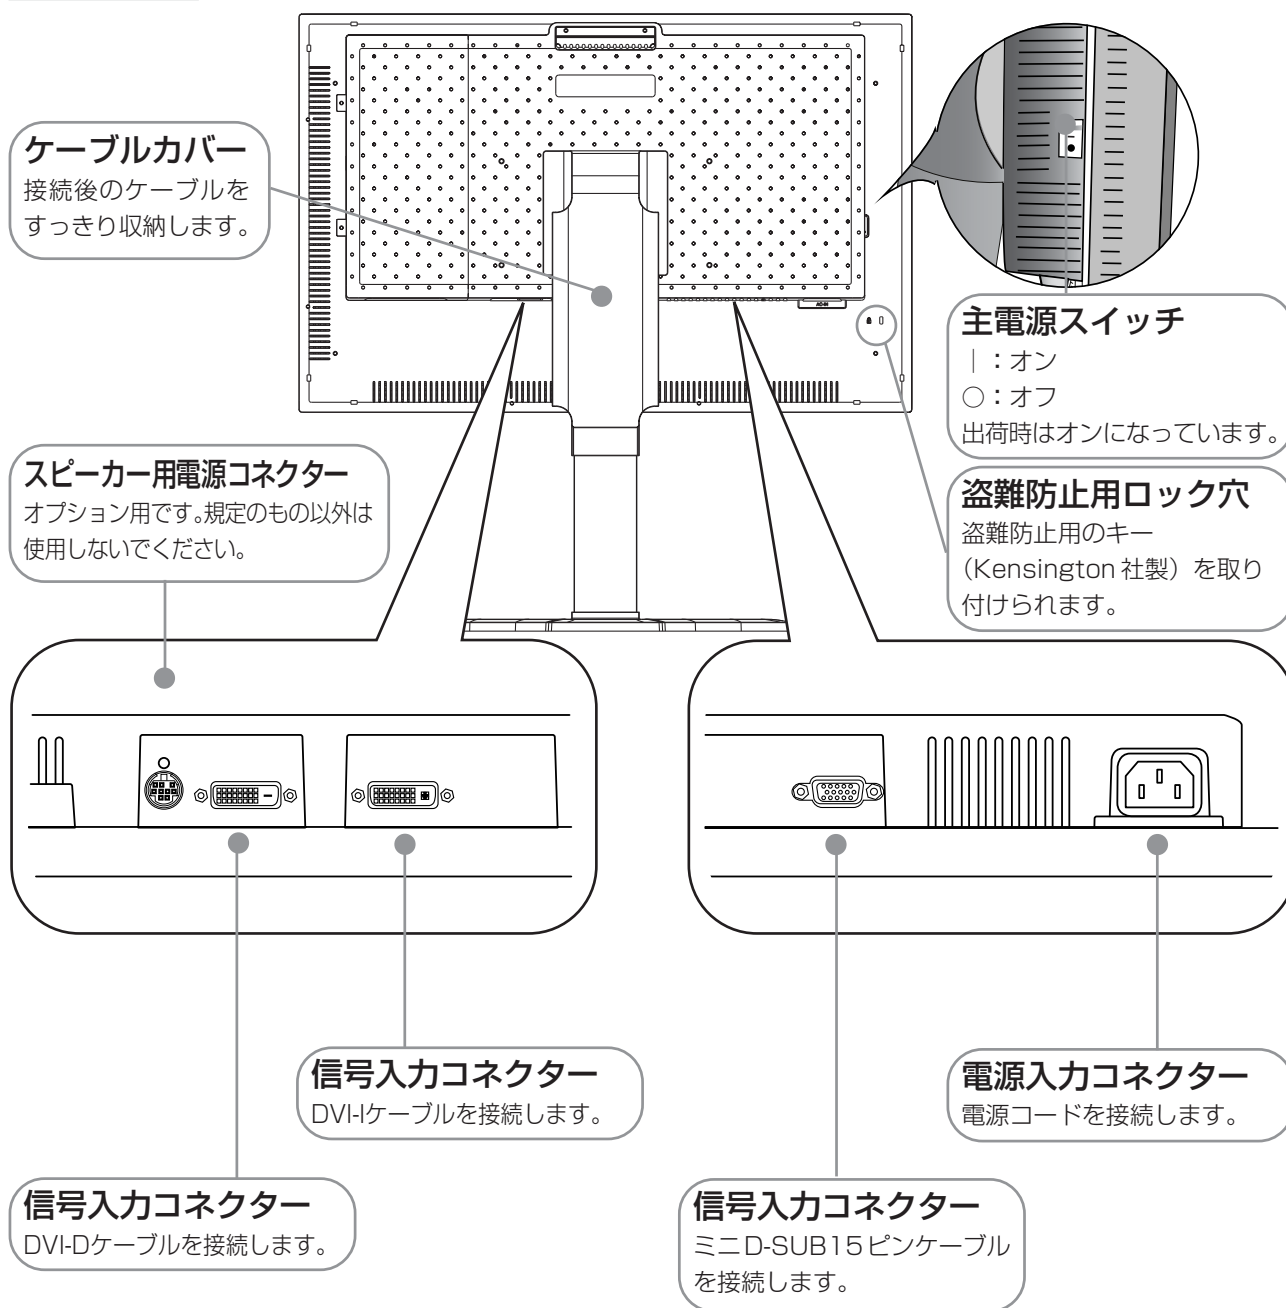 ケーブルカバー
接続後のケーブルを
すっきり収納します。
AC-IN
主電源スイッチ
｜：オン
○：オフ
出荷時はオンになっています。
スピーカー用電源コネクター
オプション用です。規定のもの以外は
使用しないでください。
盗難防止用ロック穴
盗難防止用のキー
（Kensington 社製）を取り
付けられます。
信号入力コネクター
DVI-Iケーブルを接続します。
電源入力コネクター
電源コードを接続します。
信号入力コネクター
DVI-Dケーブルを接続します。
信号入力コネクター
ミニD-SUB15ピンケーブル
を接続します。